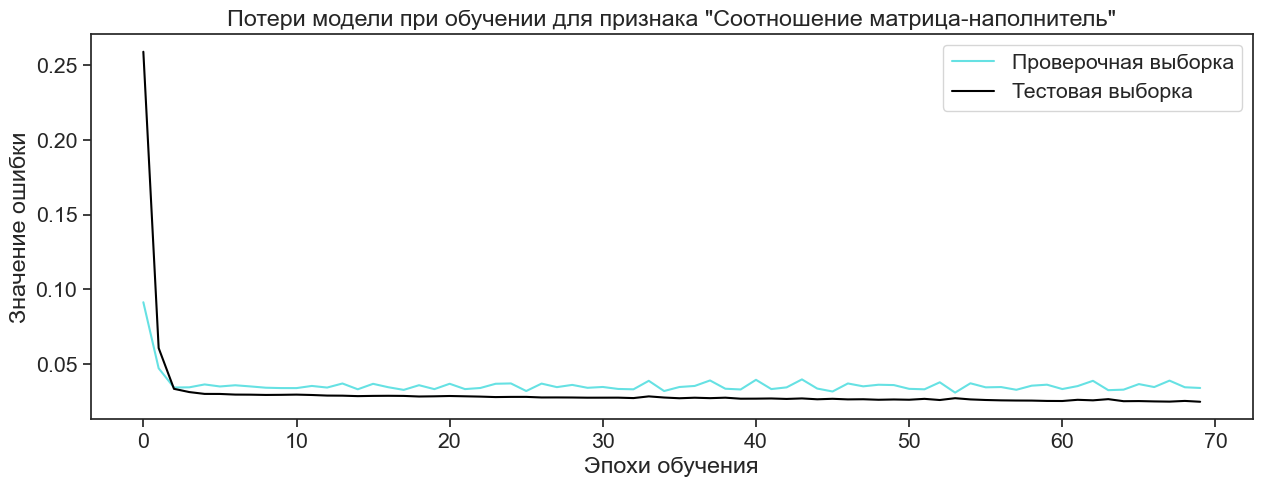 Потери модели при обучении для признака "Соотношение матрица-наполнитель"
Проверочная выборка
Тестовая выборка
Значение ошибки
0.25
0.20
0.15
0.10
0.05
0 10 20 30 40 50 60 70
Эпохи обучения